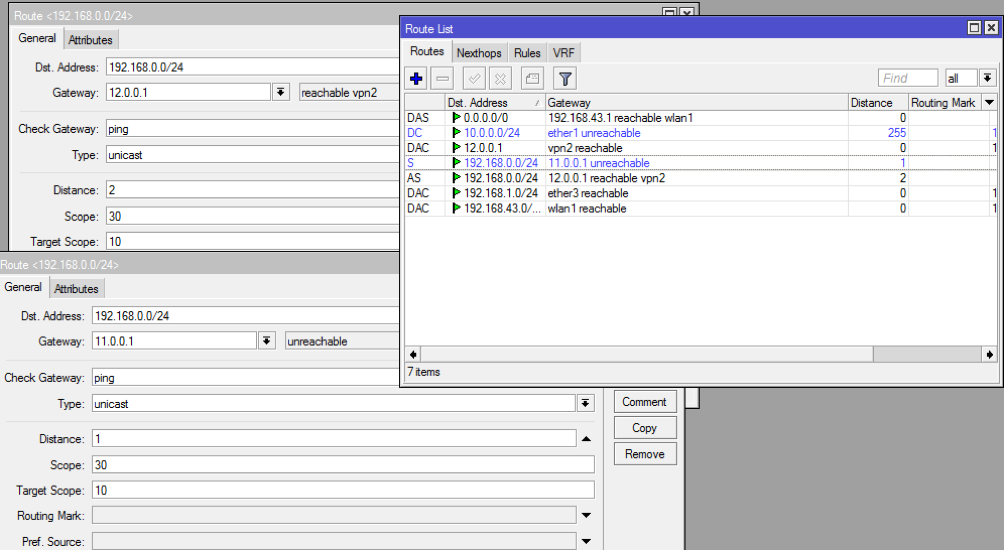 Route <192.168.0.0/24>
General Attributes
Dst. Address: 192.168.0.0/24
Gateway: 12.0.0.1 reachable vpn2
Check Gateway: ping
Type: unicast
Distance: 2
Scope: 30
Target Scope: 10
Route <192.168.0.0/24>
General Attributes
Dst. Address: 192.168.0.0/24
Gateway: 11.0.0.1 unreachable
Check Gateway: ping
Type: unicast
Distance: 1
Scope: 30
Target Scope: 10
Routing Mark:
Pref. Source:
Comment
Copy
Remove
Route List
Routes Nexthops Rules VRF
Find all
Dst. Address / Gateway Distance Routing Mark
DAS 0.0.0.0/0 192.168.43.1 reachable wlan1 0
DC 10.0.0.0/24 ether1 unreachable 255 1
DAC 12.0.0.1 vpn2 reachable 0 1
S 192.168.0.0/24 11.0.0.1 unreachable 1
AS 192.168.0.0/24 12.0.0.1 reachable vpn2 2
DAC 192.168.1.0/24 ether3 reachable 0 1
DAC 192.168.43.0/... wlan1 reachable 0 1
7 items